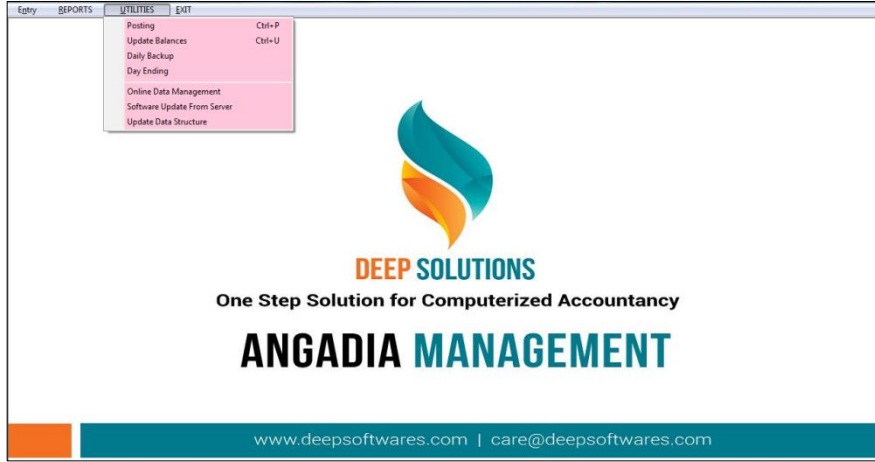 Entry REPORTS UTILITIES EXIT
Posting Ctrl+P
Update Balances Ctrl+U
Daily Backup
Day Ending
Online Data Management
Software Update From Server
Update Data Structure
DEEP SOLUTIONS
One Step Solution for Computerized Accountancy
ANGADIA MANAGEMENT
www.deepsoftwares.com | care@deepsoftwares.com